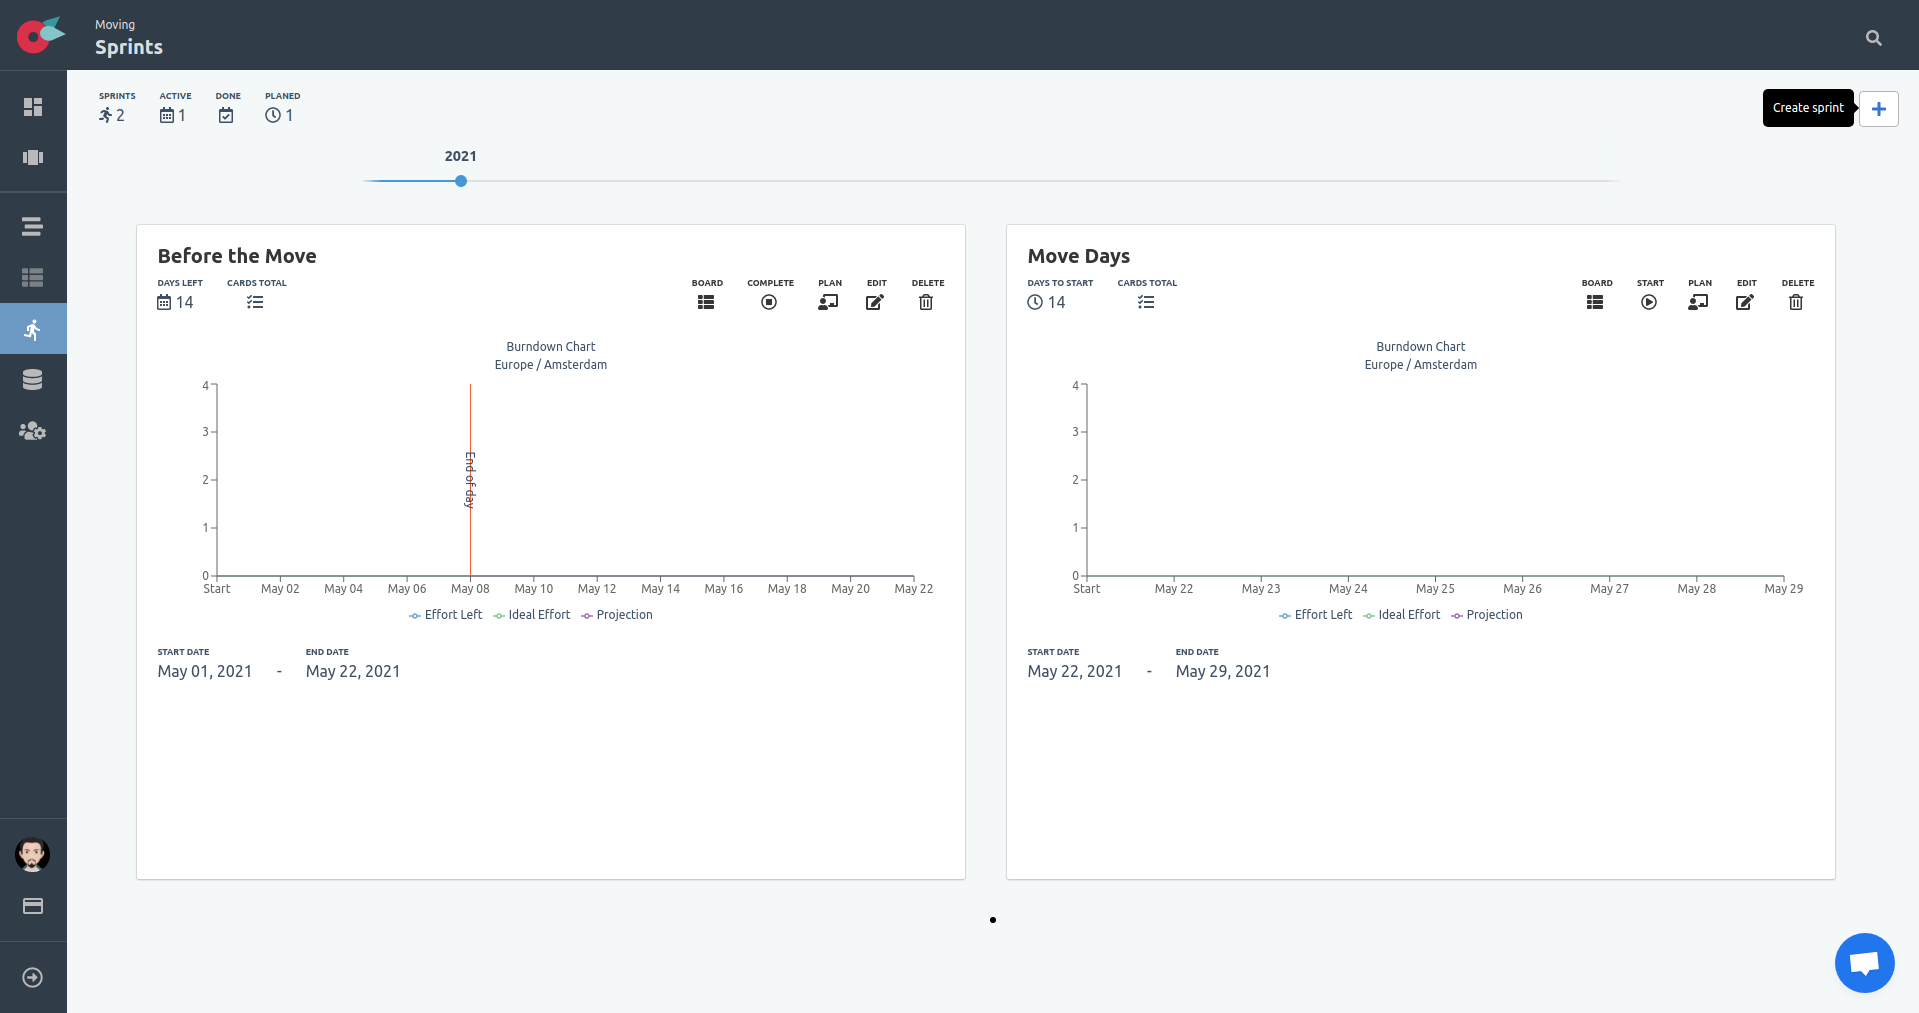 Moving
Sprints
SPRINTS ACTIVE DONE PLANED
2 1 1
Create sprint
2021
Before the Move
DAYS LEFT CARDS TOTAL BOARD COMPLETE PLAN EDIT DELETE
14
Burndown Chart
Europe / Amsterdam
4
3
2
1
0
End of day
Start May 02 May 04 May 06 May 08 May 10 May 12 May 14 May 16 May 18 May 20 May 22
Effort Left Ideal Effort Projection
START DATE END DATE
May 01, 2021 - May 22, 2021
Move Days
DAYS TO START CARDS TOTAL BOARD START PLAN EDIT DELETE
14
Burndown Chart
Europe / Amsterdam
4
3
2
1
0
Start May 22 May 23 May 24 May 25 May 26 May 27 May 28 May 29
Effort Left Ideal Effort Projection
START DATE END DATE
May 22, 2021 - May 29, 2021